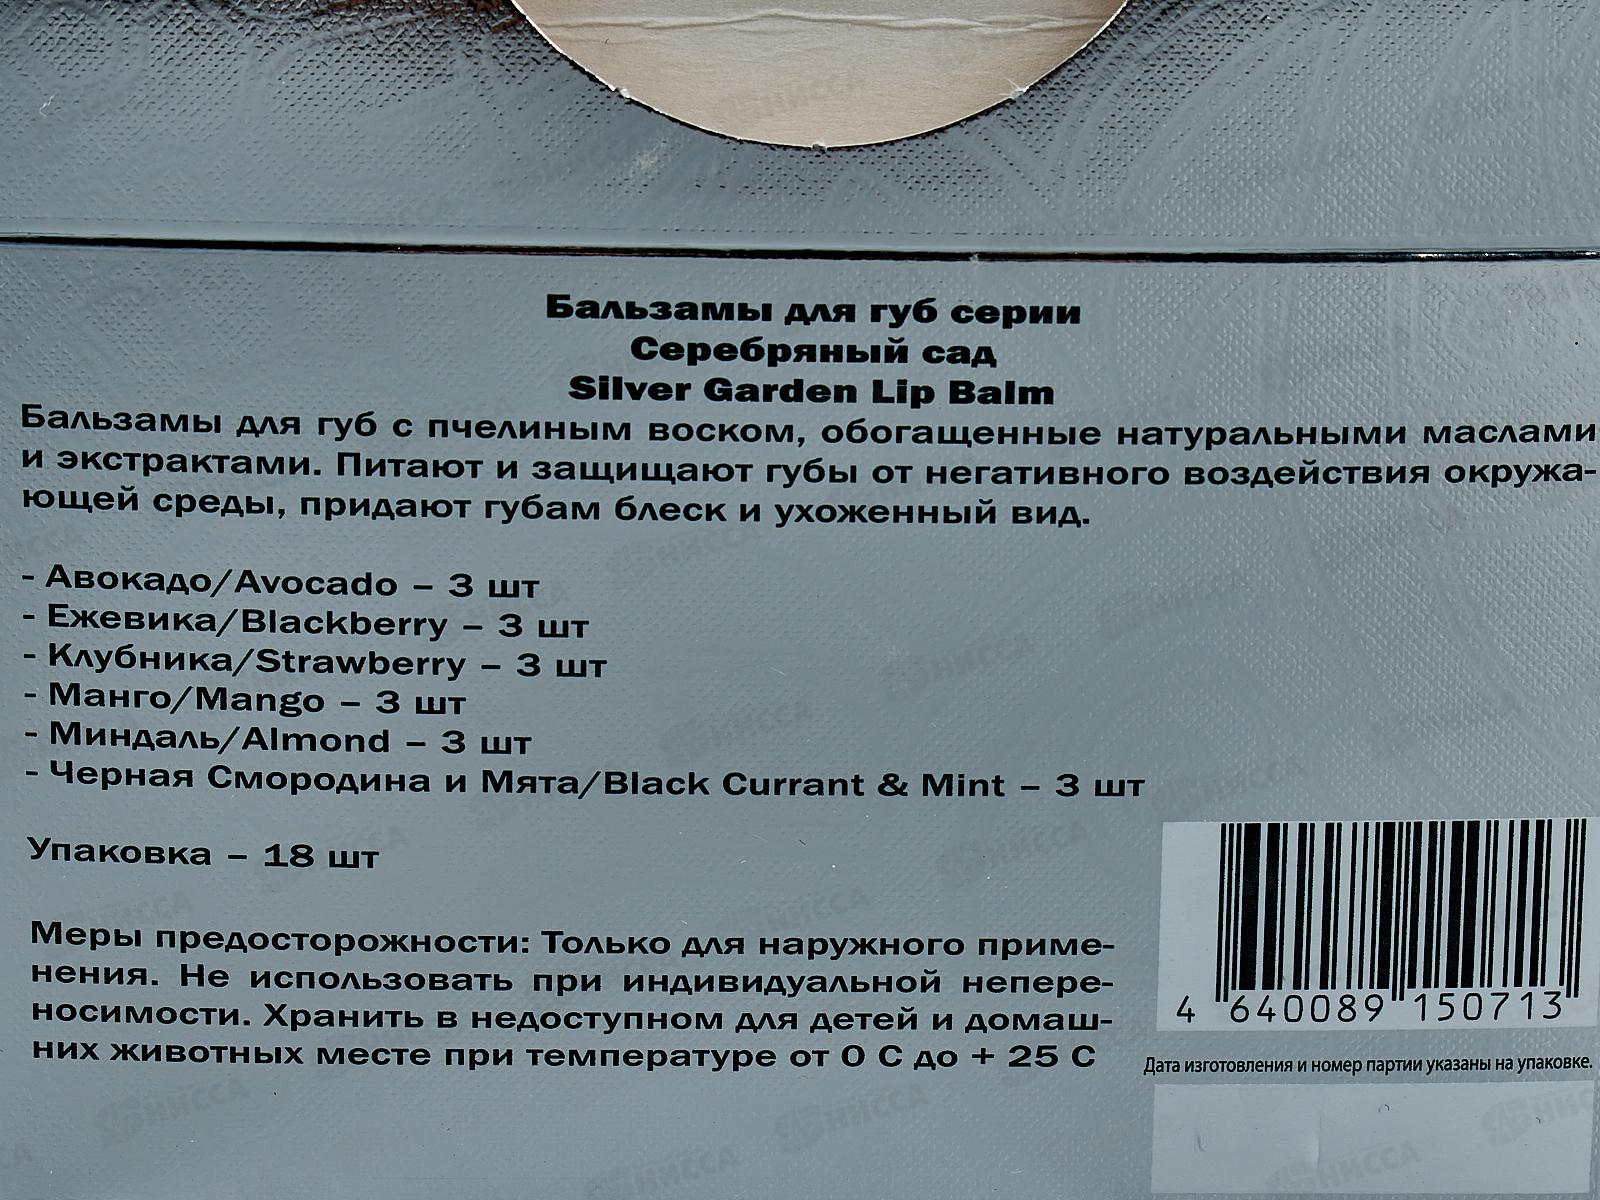 Бальзамы для губ серии
Серебряный сад
Silver Garden Lip Balm
Бальзамы для губ с пчелиным воском, обогащенные натуральными маслами
и экстрактами. Питают и защищают губы от негативного воздействия окружа-
ющей среды, придают губам блеск и ухоженный вид.
- Авокадо/Avocado – 3 шт
- Ежевика/Blackberry – 3 шт
- Клубника/Strawberry – 3 шт
- Манго/Mango – 3 шт
- Миндаль/Almond – 3 шт
- Черная Смородина и Мята/Black Currant & Mint – 3 шт
Упаковка – 18 шт
Меры предосторожности: Только для наружного приме-
нения. Не использовать при индивидуальной непере-
носимости. Хранить в недоступном для детей и домаш-
них животных месте при температуре от 0 С до + 25 С
4 640089 150713
Дата изготовления и номер партии указаны на упаковке.
НИССА